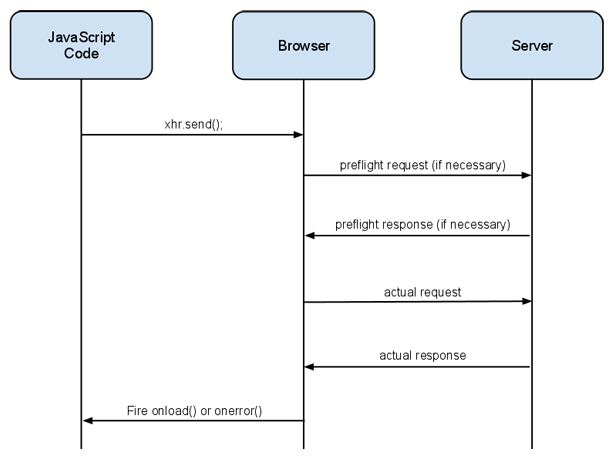 JavaScript
Code
Browser
Server
xhr.send();
preflight request (if necessary)
preflight response (if necessary)
actual request
actual response
Fire onload() or onerror()